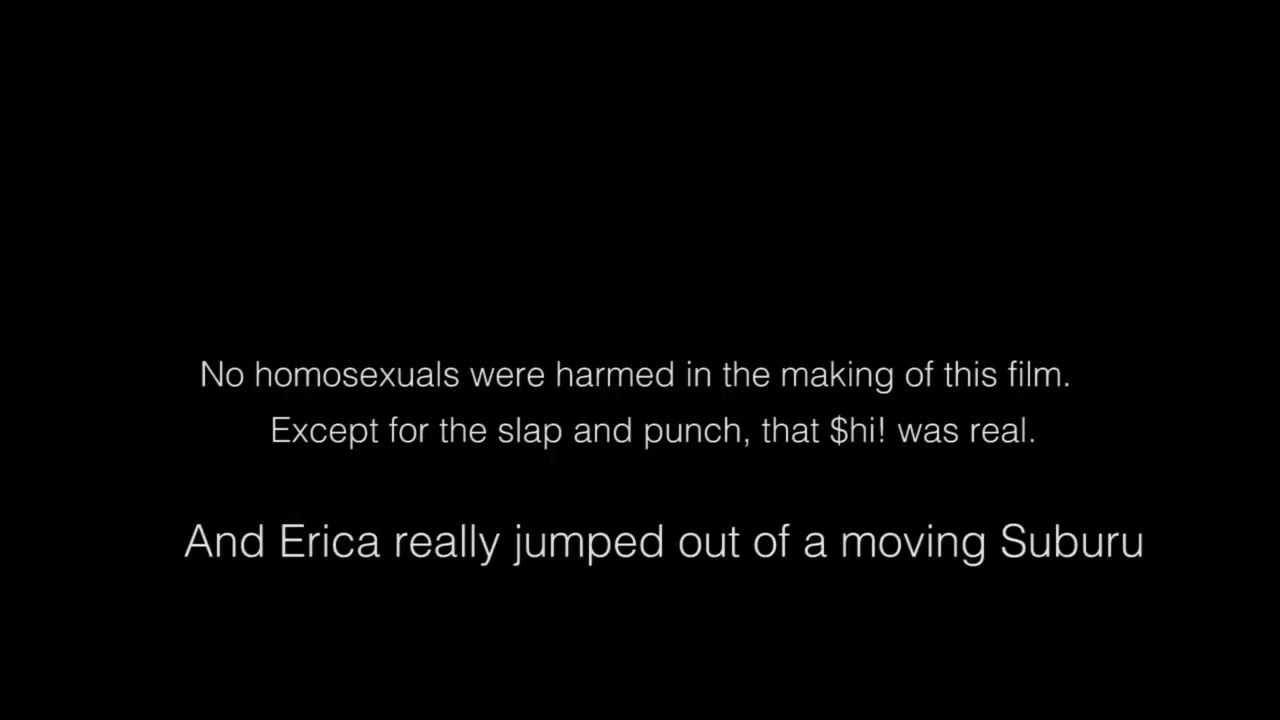 No homosexuals were harmed in the making of this film.
Except for the slap and punch, that $hi! was real.
And Erica really jumped out of a moving Suburu